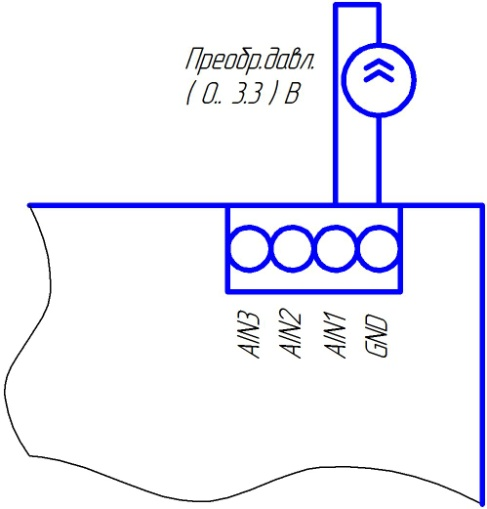 Преобр.давл.
( 0.. 3.3 ) В
AIN3
AIN2
AIN1
GND